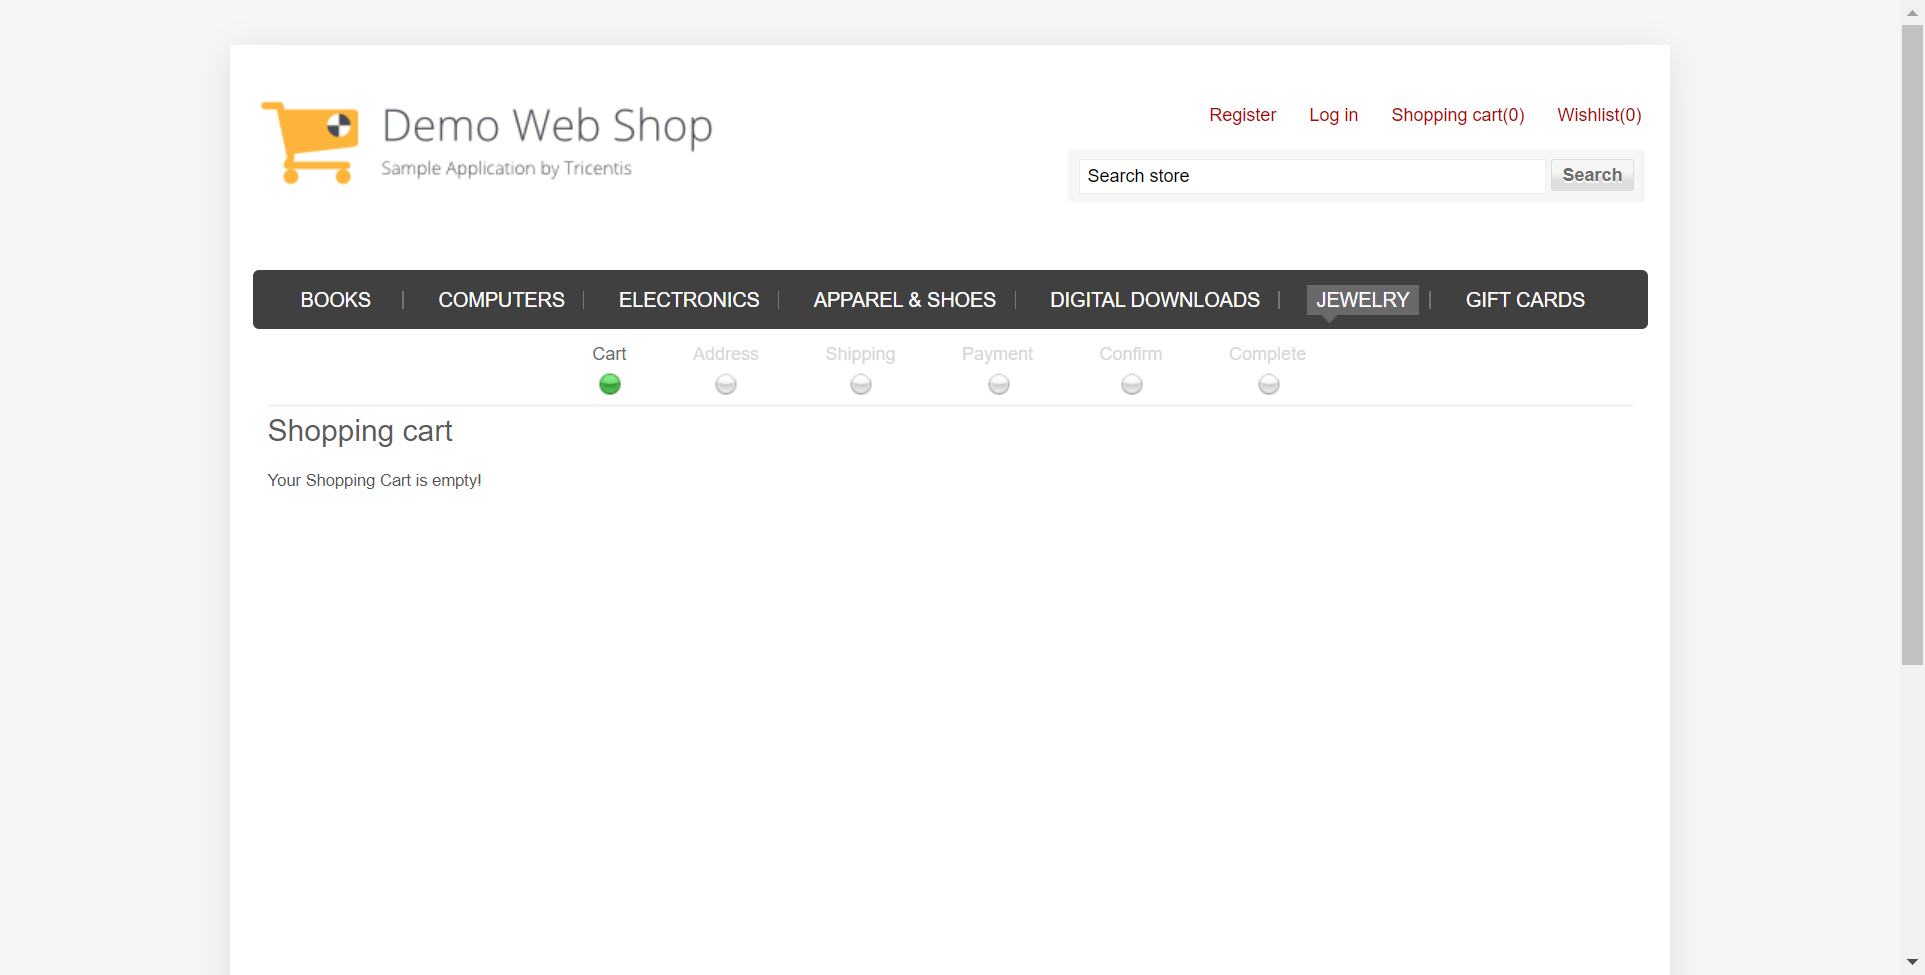 Demo Web Shop
Sample Application by Tricentis
Register Log in Shopping cart(0) Wishlist(0)
Search store Search
BOOKS COMPUTERS ELECTRONICS APPAREL & SHOES DIGITAL DOWNLOADS JEWELRY GIFT CARDS
Cart Address Shipping Payment Confirm Complete
Shopping cart
Your Shopping Cart is empty!